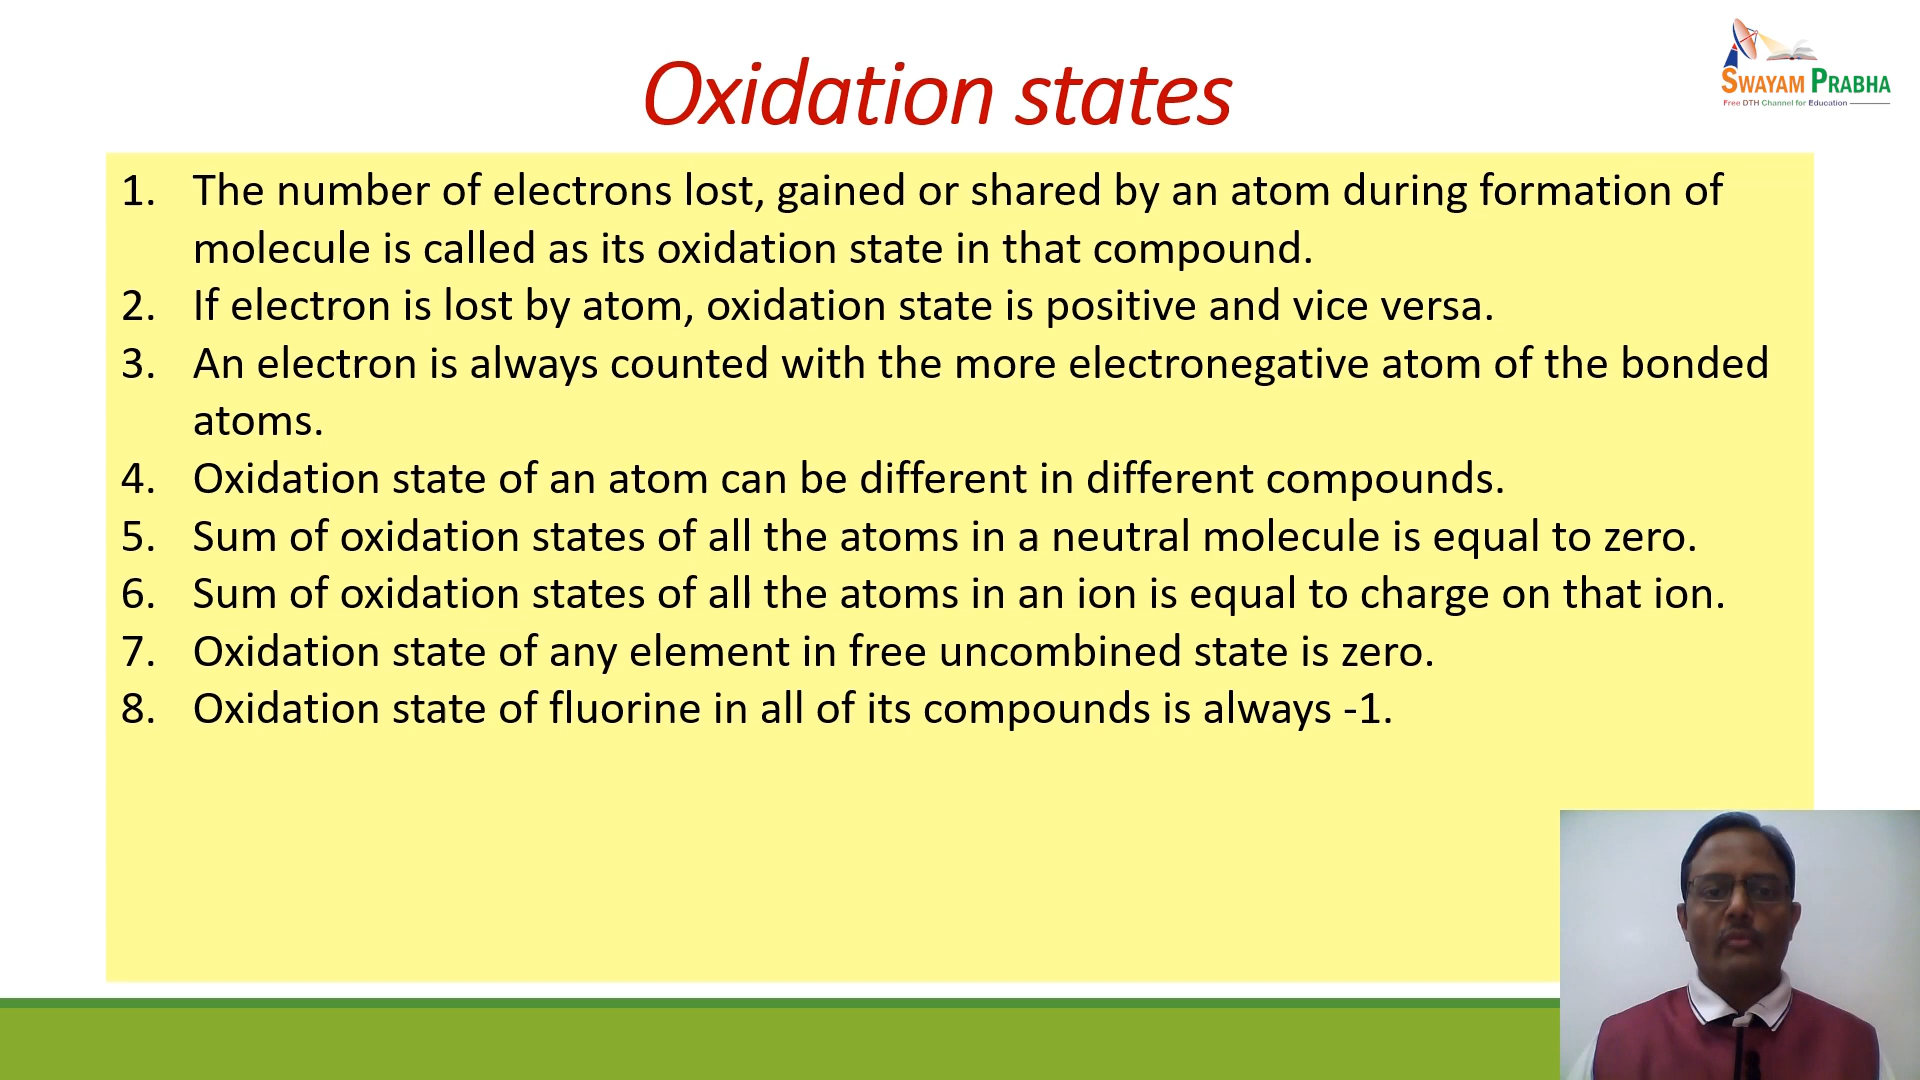 Oxidation states
SWAYAM PRABHA
Free DTH Channel for Education
1. The number of electrons lost, gained or shared by an atom during formation of
molecule is called as its oxidation state in that compound.
2. If electron is lost by atom, oxidation state is positive and vice versa.
3. An electron is always counted with the more electronegative atom of the bonded
atoms.
4. Oxidation state of an atom can be different in different compounds.
5. Sum of oxidation states of all the atoms in a neutral molecule is equal to zero.
6. Sum of oxidation states of all the atoms in an ion is equal to charge on that ion.
7. Oxidation state of any element in free uncombined state is zero.
8. Oxidation state of fluorine in all of its compounds is always -1.